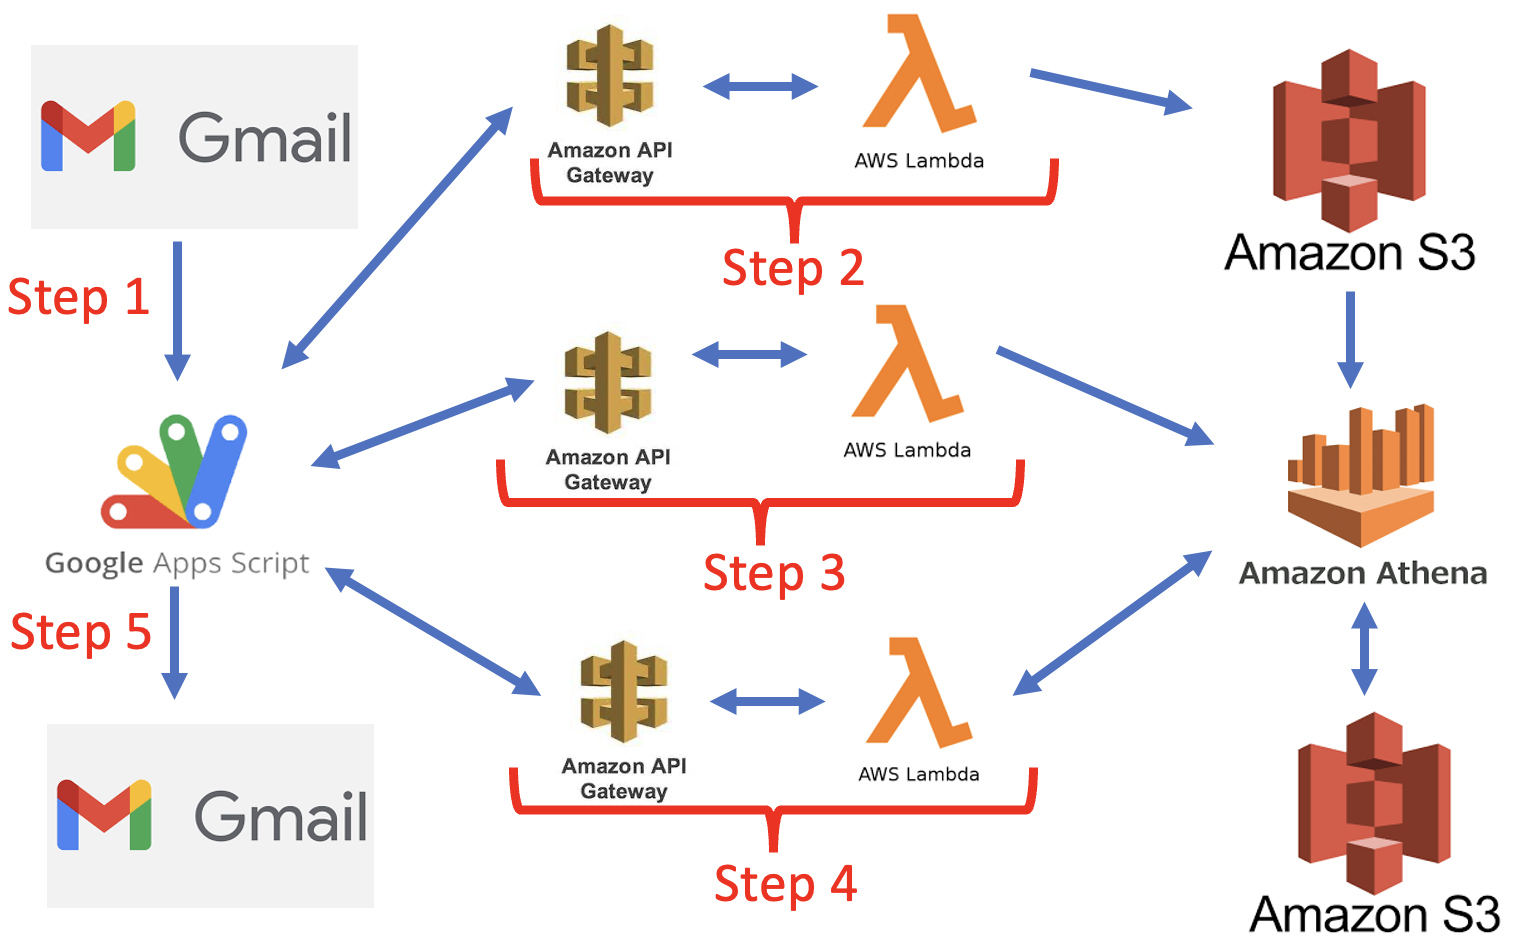 Gmail
Amazon API
Gateway
AWS Lambda
Amazon S3
Step 1
Step 2
Amazon API
Gateway
AWS Lambda
Step 3
Google Apps Script
Amazon Athena
Step 5
Gmail
Amazon API
Gateway
AWS Lambda
Step 4
Amazon S3